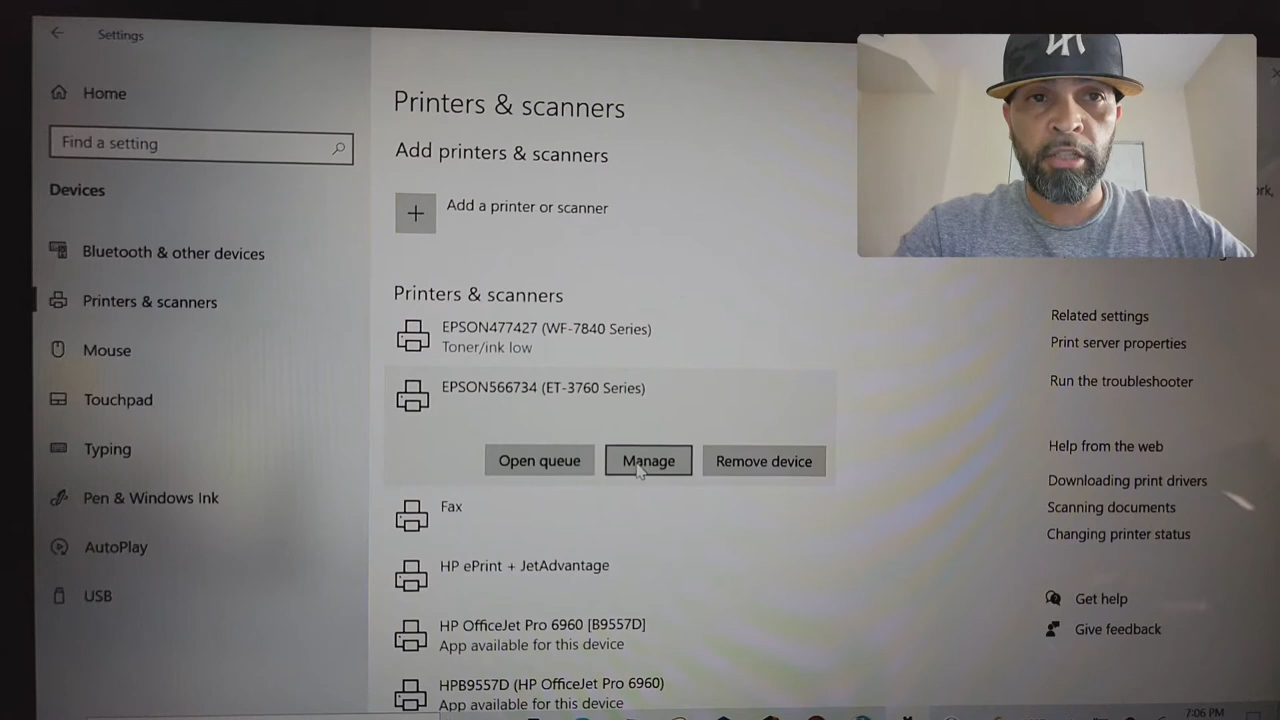 Settings
Home
Find a setting
Devices
Bluetooth & other devices
Printers & scanners
Mouse
Touchpad
Typing
Pen & Windows Ink
AutoPlay
USB
Printers & scanners
Add printers & scanners
Add a printer or scanner
Printers & scanners
EPSON477427 (WF-7840 Series)
Toner/ink low
EPSON566734 (ET-3760 Series)
Open queue
Manage
Remove device
Fax
HP ePrint + JetAdvantage
HP OfficeJet Pro 6960 [B9557D]
App available for this device
HPB9557D (HP OfficeJet Pro 6960)
App available for this device
Related settings
Print server properties
Run the troubleshooter
Help from the web
Downloading print drivers
Scanning documents
Changing printer status
Get help
Give feedback
7:06 PM